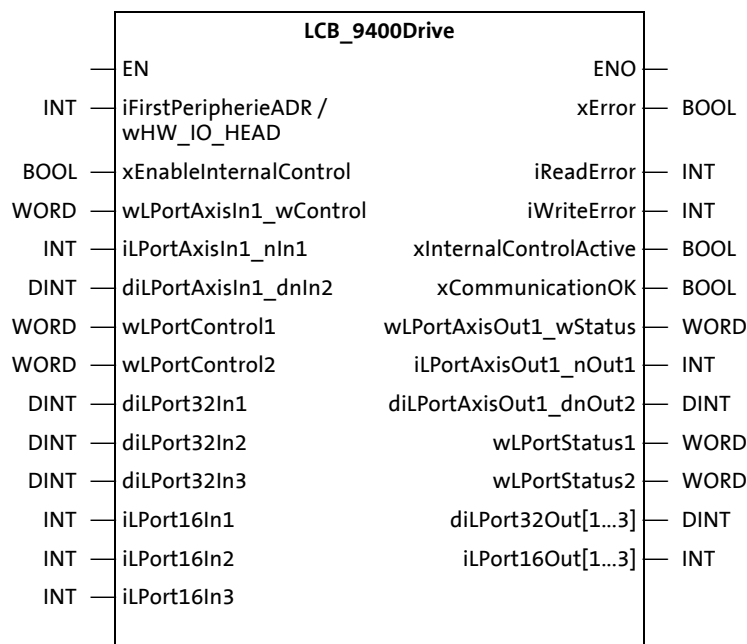 LCB_9400Drive
EN ENO
INT iFirstPeripherieADR / xError BOOL
wHW_IO_HEAD
BOOL xEnableInternalControl iReadError INT
WORD wLPortAxisIn1_wControl iWriteError INT
INT iLPortAxisIn1_nIn1 xInternalControlActive BOOL
DINT diLPortAxisIn1_dnIn2 xCommunicationOK BOOL
WORD wLPortControl1 wLPortAxisOut1_wStatus WORD
WORD wLPortControl2 iLPortAxisOut1_nOut1 INT
DINT diLPort32In1 diLPortAxisOut1_dnOut2 DINT
DINT diLPort32In2 wLPortStatus1 WORD
DINT diLPort32In3 wLPortStatus2 WORD
INT iLPort16In1 diLPort32Out[1...3] DINT
INT iLPort16In2 iLPort16Out[1...3] INT
INT iLPort16In3